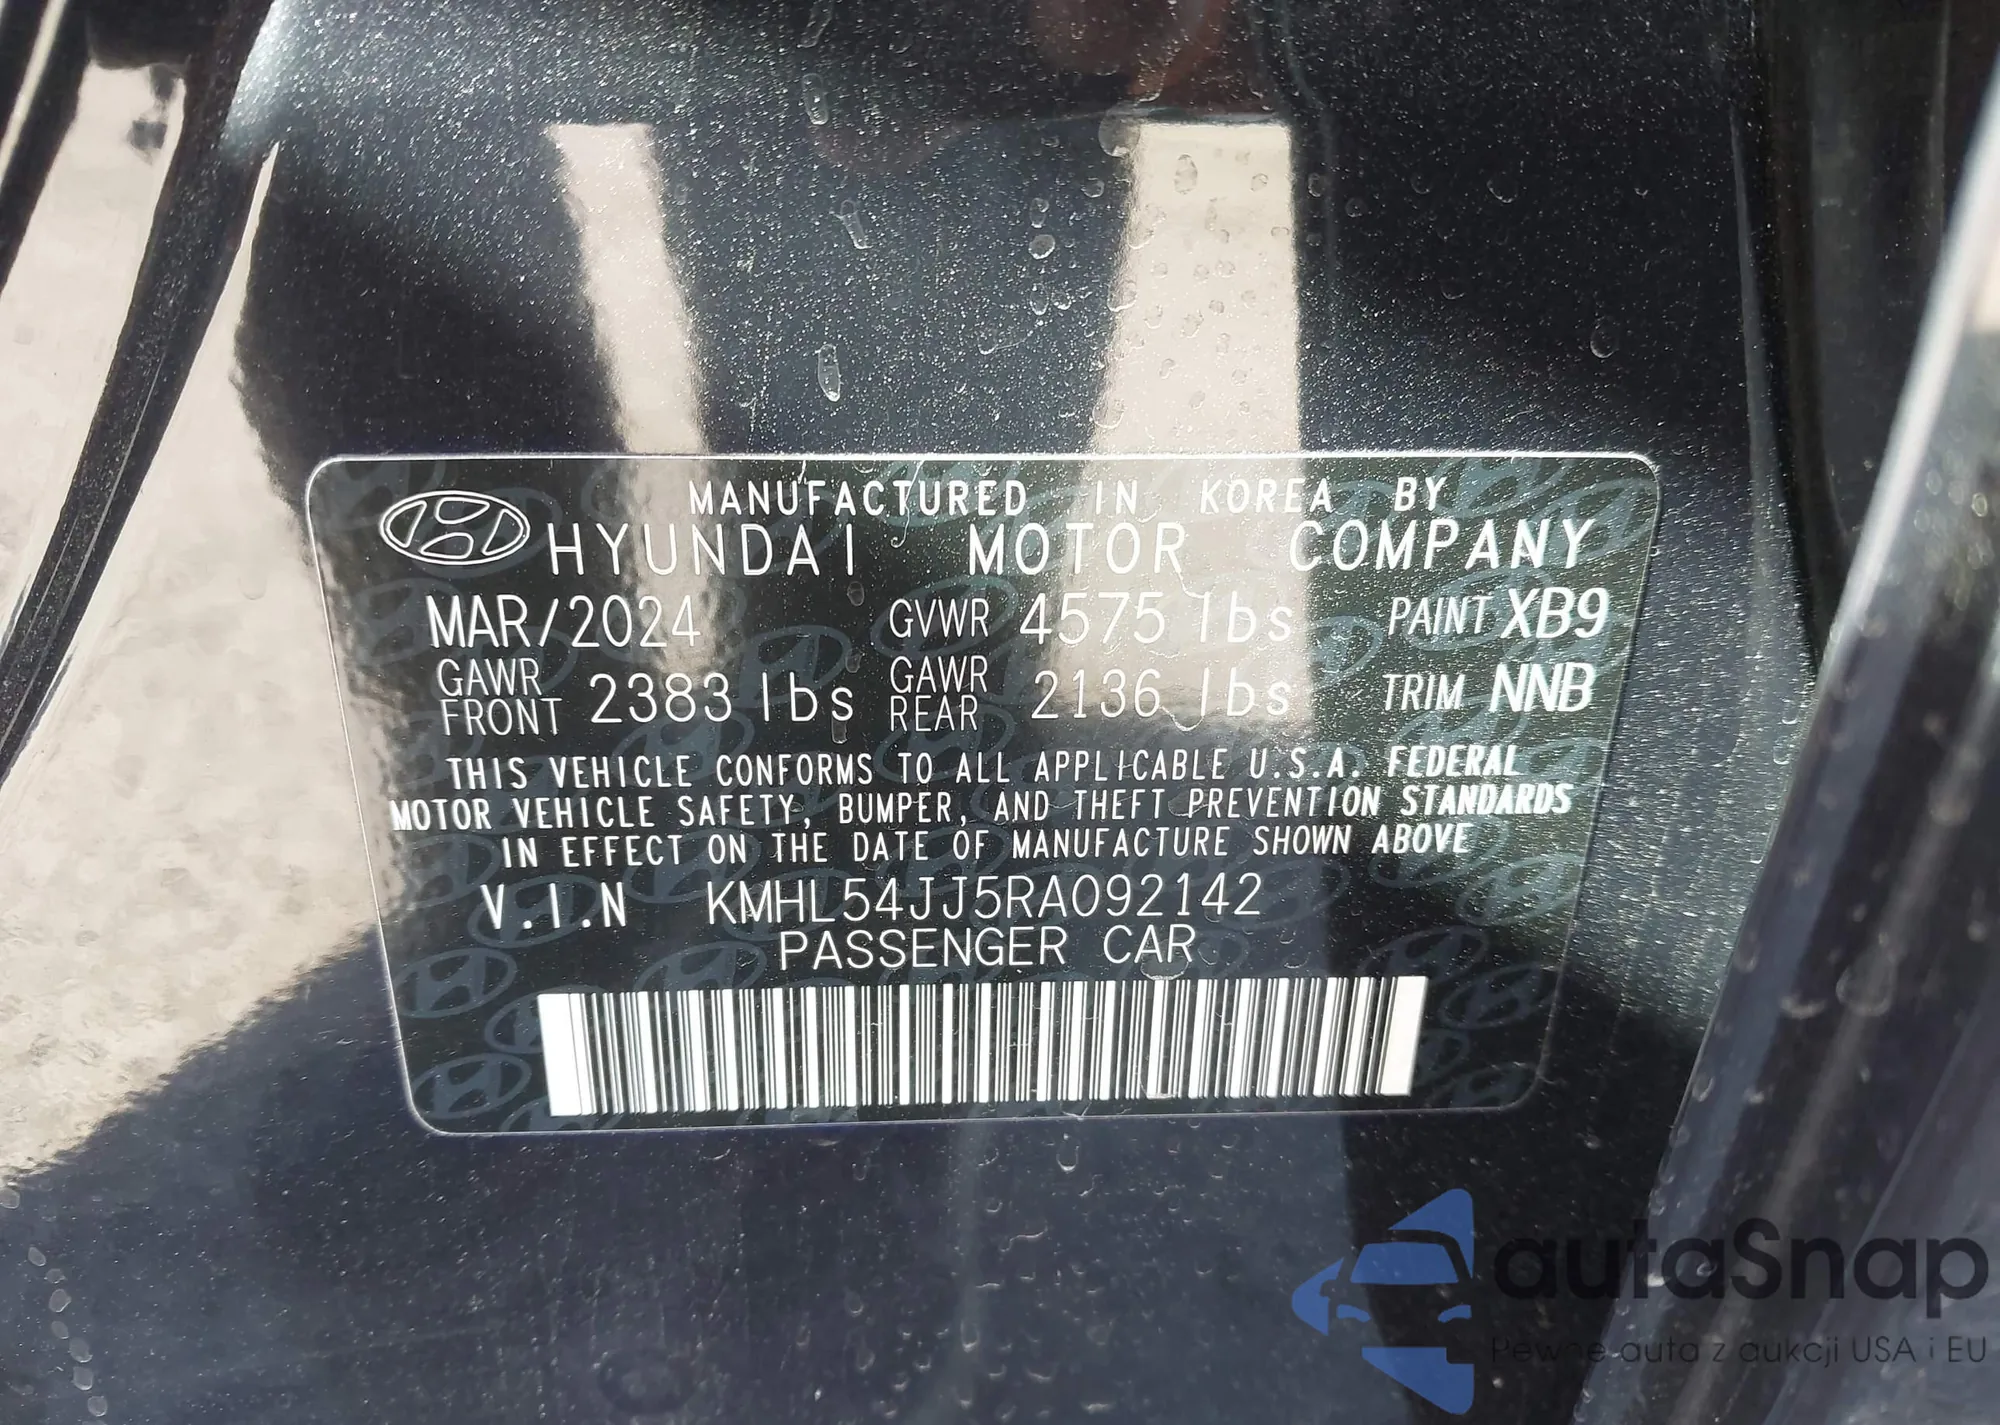 MANUFACTURED IN KOREA BY
HYUNDAI MOTOR COMPANY
MAR/2024 GVWR 4575 lbs PAINT XB9
GAWR FRONT 2383 lbs GAWR REAR 2136 lbs TRIM NNB
THIS VEHICLE CONFORMS TO ALL APPLICABLE U.S.A. FEDERAL
MOTOR VEHICLE SAFETY, BUMPER, AND THEFT PREVENTION STANDARDS
IN EFFECT ON THE DATE OF MANUFACTURE SHOWN ABOVE
V.I.N KMHL54JJ5RA092142
PASSENGER CAR
autaSnap
Pewne auta z aukcji USA i EU